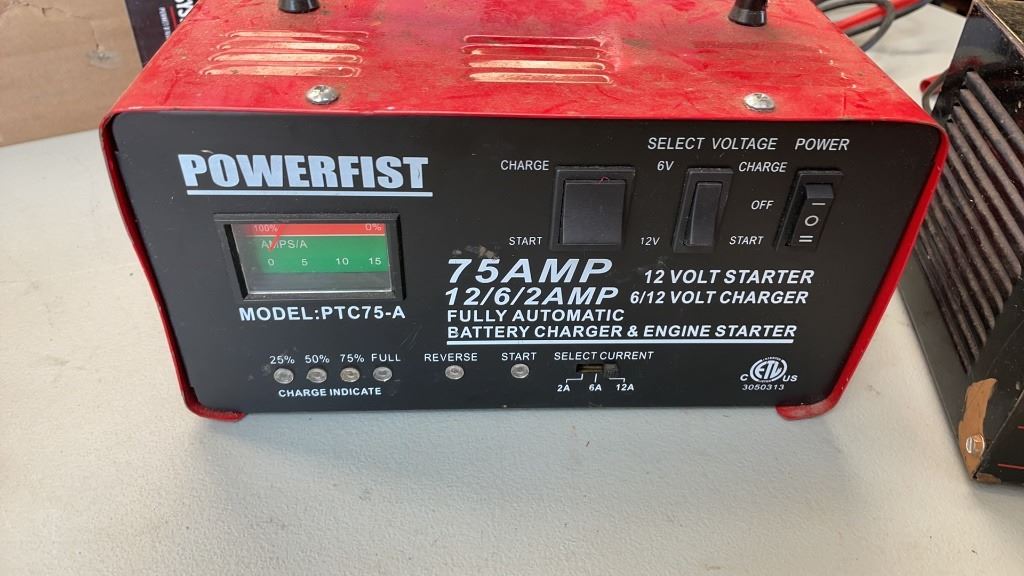 SELECT VOLTAGE POWER
POWERFIST
CHARGE 6V CHARGE
OFF
START 12V START
100% 0%
AMPS/A
0 5 10 15
MODEL:PTC75-A
75AMP 12 VOLT STARTER
12/6/2AMP 6/12 VOLT CHARGER
FULLY AUTOMATIC
BATTERY CHARGER & ENGINE STARTER
25% 50% 75% FULL
CHARGE INDICATE
REVERSE START SELECT CURRENT
2A 6A 12A
C ETL US
3050313